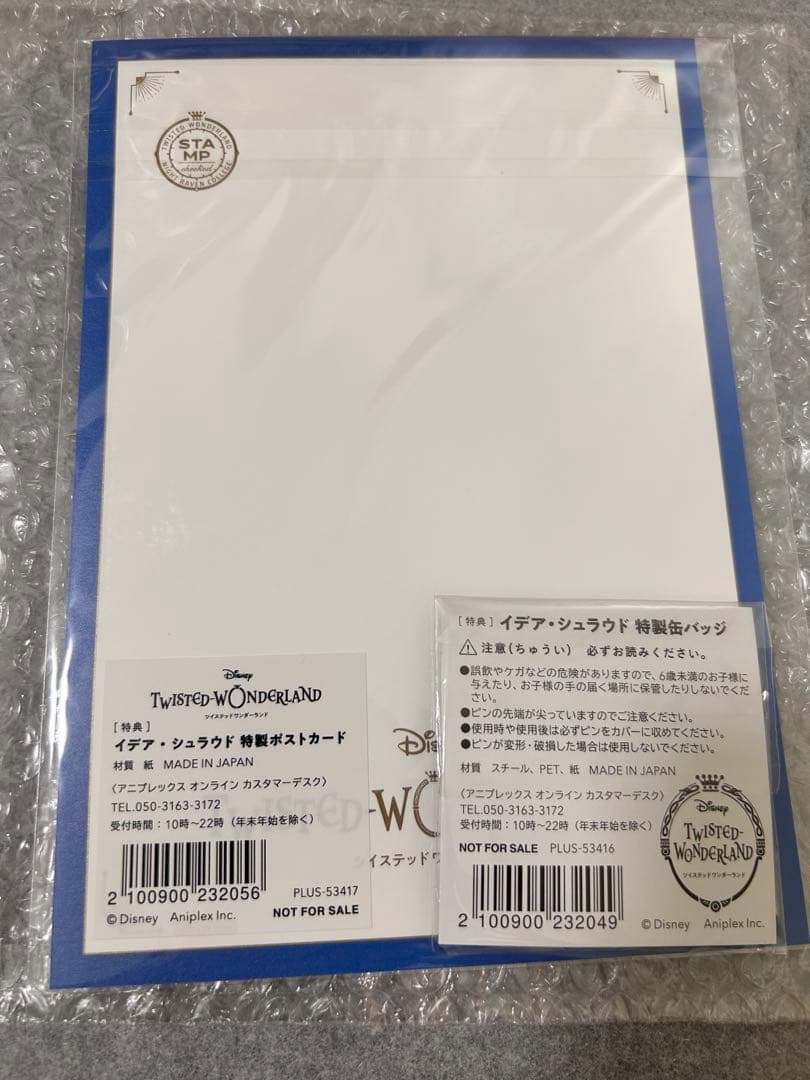 TWISTED-WONDERLAND
STA
MP
checked
NIGHT RAVEN COLLEGE
Disney
TWISTED-WONDERLAND
ツイステッドワンダーランド
[特典]
イデア・シュラウド 特製ポストカード
材質 紙 MADE IN JAPAN
〈アニプレックス オンライン カスタマーデスク〉
TEL.050-3163-3172
受付時間：10時～22時（年末年始を除く）
2 100900 232056
PLUS-53417
NOT FOR SALE
©Disney Aniplex Inc.
Dis
TWISTED-WO
ツイステッドワ
[特典] イデア・シュラウド 特製缶バッジ
⚠ 注意(ちゅうい) 必ずお読みください。
●誤飲やケガなどの危険がありますので、6歳未満のお子様に
与えたり、お子様の手の届く場所に保管したりしないでくだ
さい。
●ピンの先端が尖っていますのでご注意ください。
●使用時や使用後は必ずピンをカバーに収めてください。
●ピンが変形・破損した場合は使用しないでください。
材質 スチール、PET、紙 MADE IN JAPAN
〈アニプレックス オンライン カスタマーデスク〉
TEL.050-3163-3172
受付時間：10時～22時（年末年始を除く）
NOT FOR SALE PLUS-53416
2 100900 232049
Disney
TWISTED-
WONDERLAND
ツイステッドワンダーランド
©Disney Aniplex Inc.